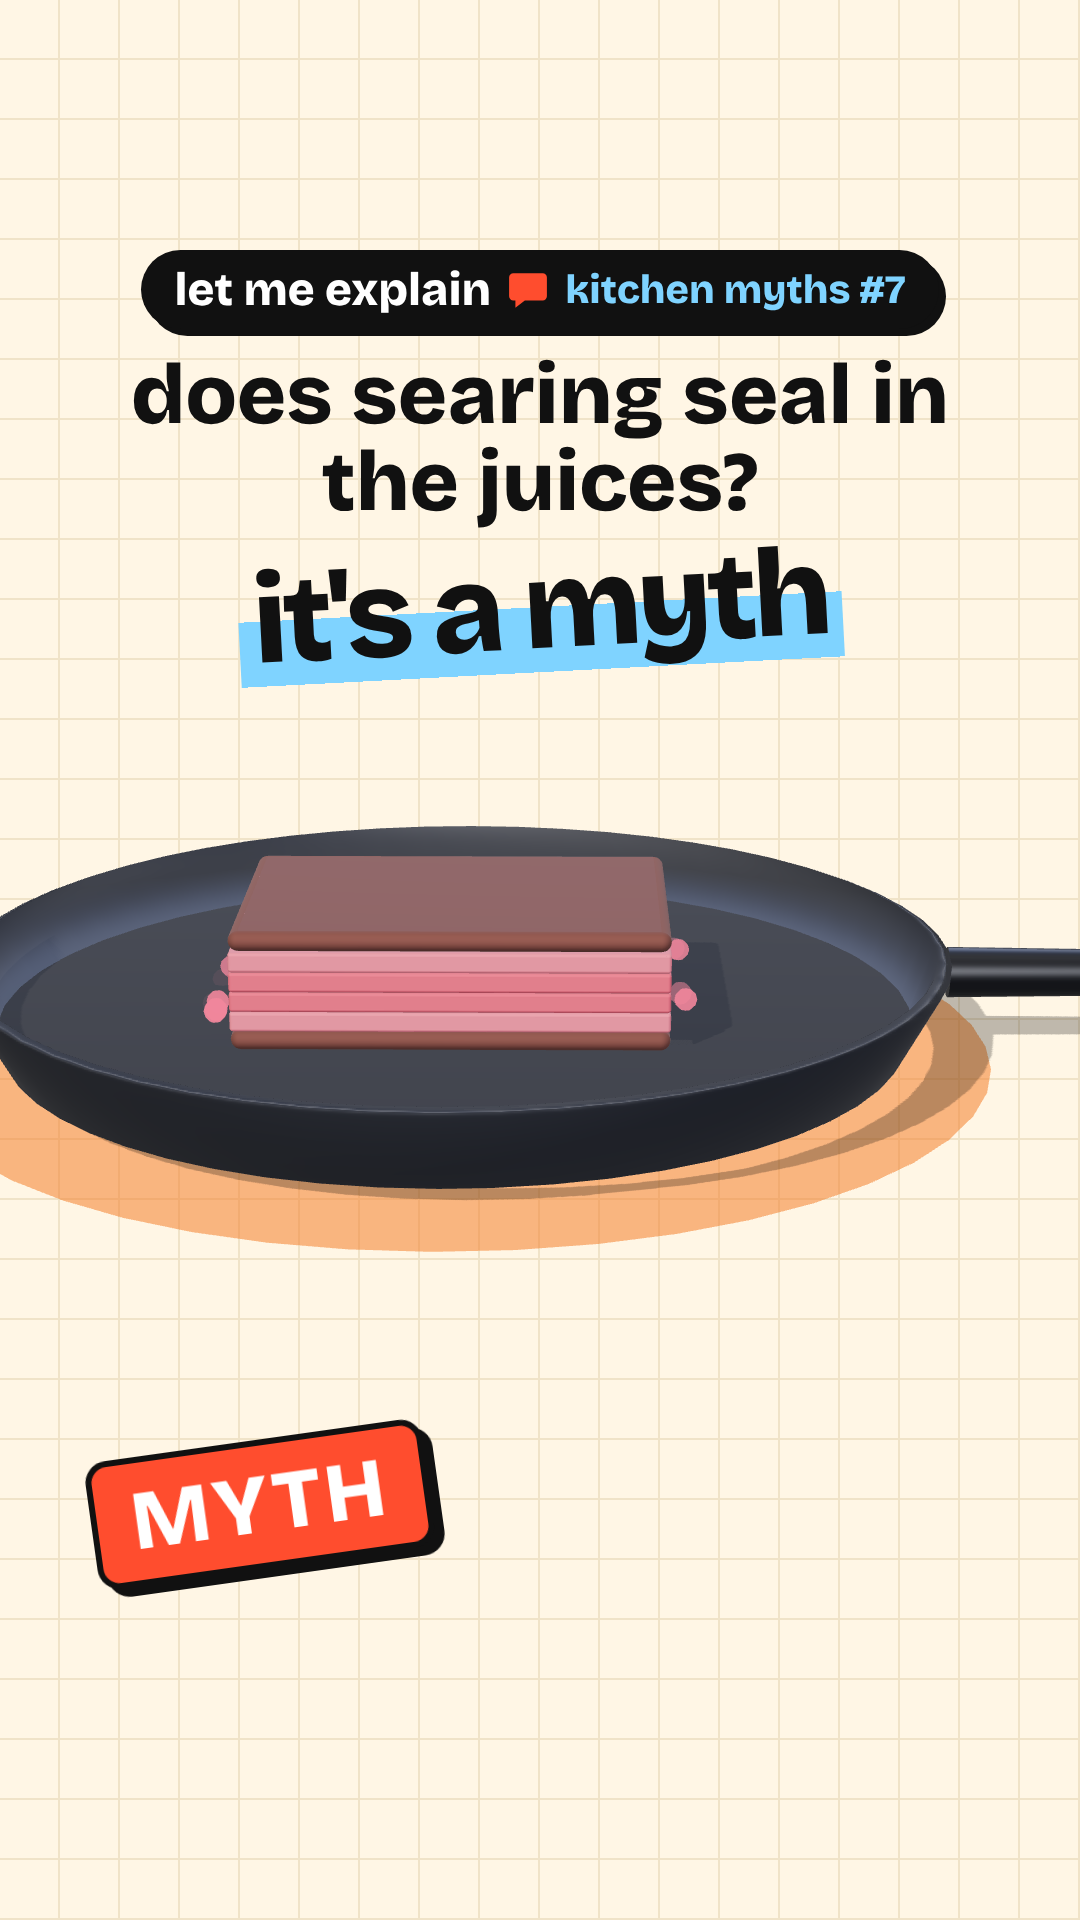 let me explain kitchen myths #7
does searing seal in
the juices?
it's a myth
MYTH